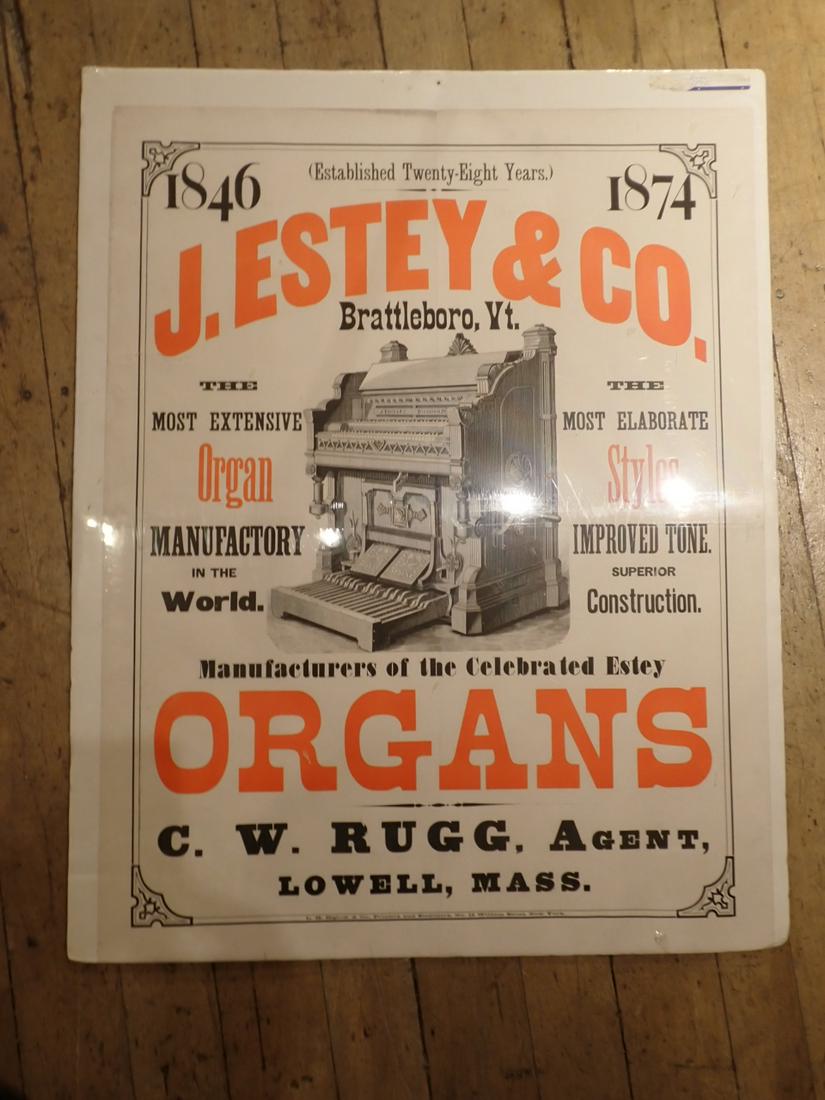 1846
(Established Twenty-Eight Years.)
1874
J. ESTEY & CO.
Brattleboro, Vt.
THE
MOST EXTENSIVE
Organ
MANUFACTORY
IN THE
World.
THE
MOST ELABORATE
Styles
IMPROVED TONE.
SUPERIOR
Construction.
Manufacturers of the Celebrated Estey
ORGANS
C. W. RUGG, AGENT,
LOWELL, MASS.